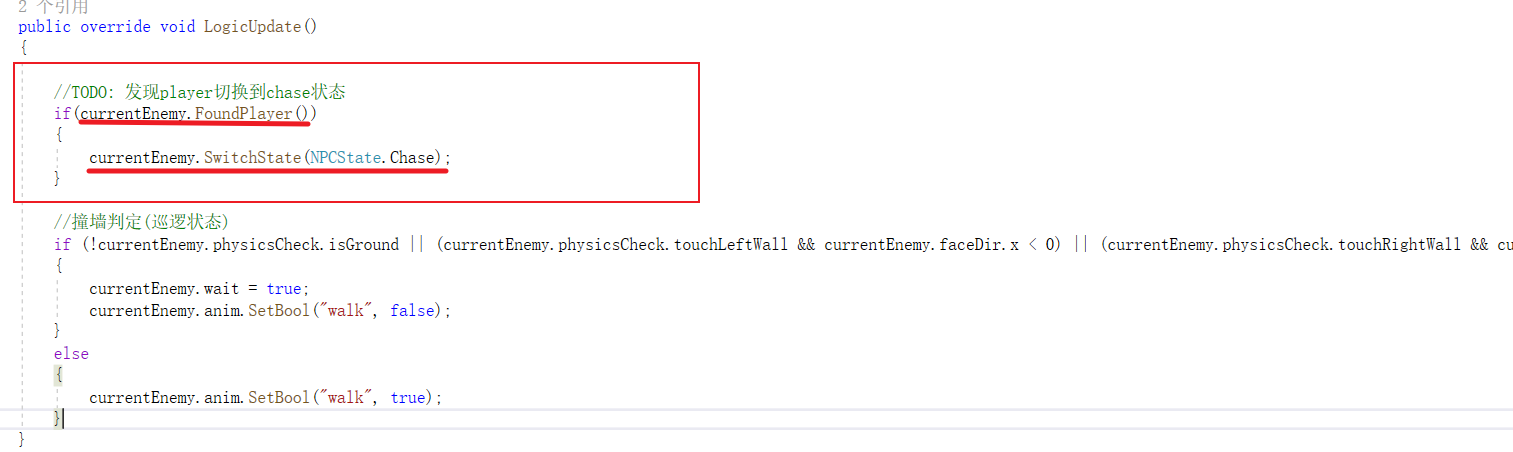 2 个引用
public override void LogicUpdate()
{
//TODO: 发现player切换到chase状态
if(currentEnemy.FoundPlayer())
{
currentEnemy.SwitchState(NPCState.Chase);
}
//撞墙判定(巡逻状态)
if (!currentEnemy.physicsCheck.isGround || (currentEnemy.physicsCheck.touchLeftWall && currentEnemy.faceDir.x < 0) || (currentEnemy.physicsCheck.touchRightWall && cu
{
currentEnemy.wait = true;
currentEnemy.anim.SetBool("walk", false);
}
else
{
currentEnemy.anim.SetBool("walk", true);
}
}